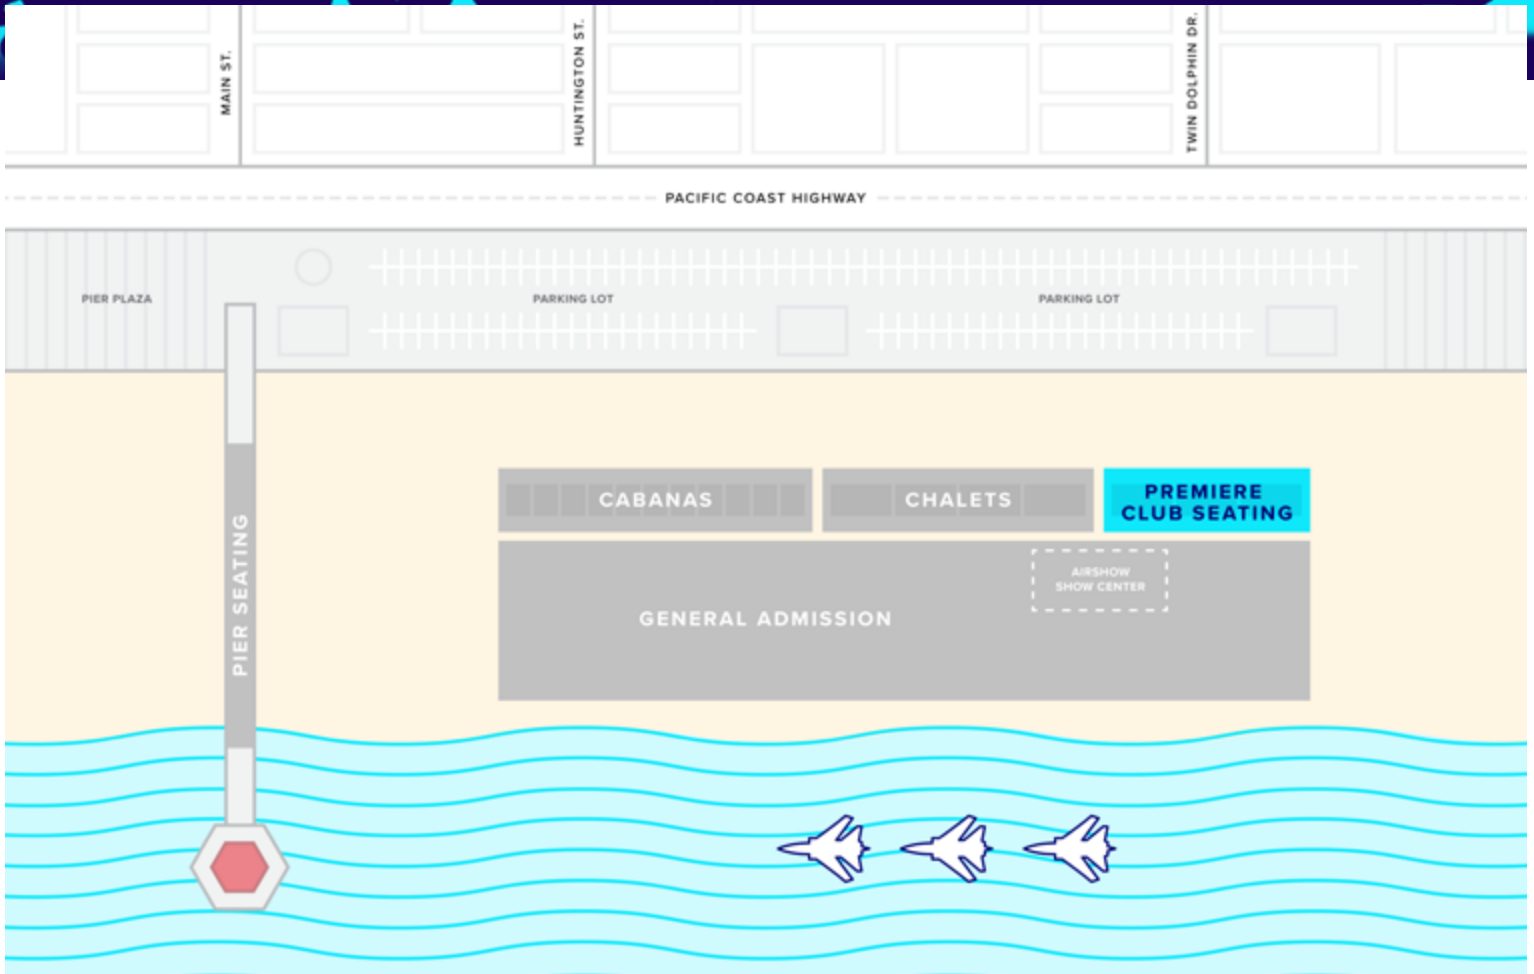 MAIN ST.
HUNTINGTON ST.
TWIN DOLPHIN DR.
PACIFIC COAST HIGHWAY
PIER PLAZA
PARKING LOT
PARKING LOT
CABANAS
CHALETS
PREMIERE
CLUB SEATING
PIER SEATING
AIRSHOW
SHOW CENTER
GENERAL ADMISSION